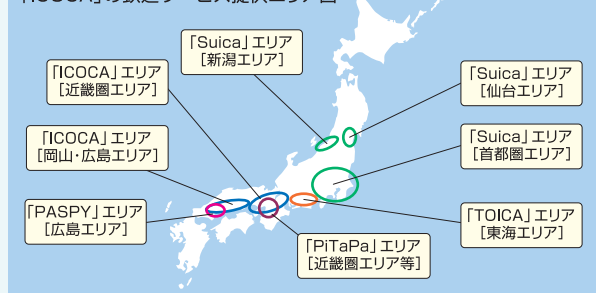 「Suica」エリア
[新潟エリア]
「ICOCA」エリア
[近畿圏エリア]
「Suica」エリア
[仙台エリア]
「ICOCA」エリア
[岡山・広島エリア]
「Suica」エリア
[首都圏エリア]
「PASPY」エリア
[広島エリア]
「TOICA」エリア
[東海エリア]
「PiTaPa」エリア
[近畿圏エリア等]